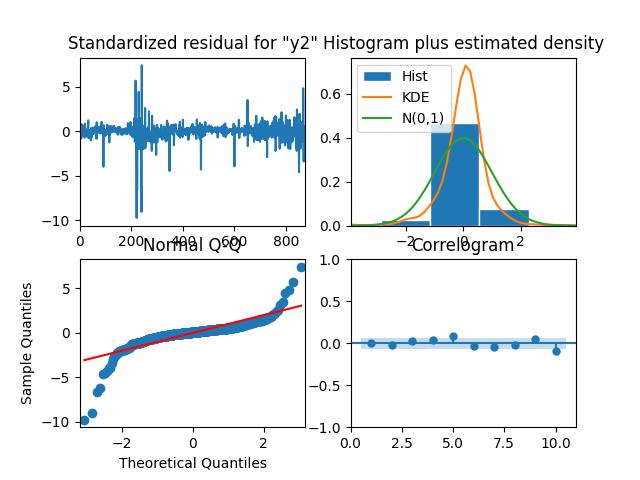 Standardized residual for "y2"
Histogram plus estimated density
5
0
−5
−10
0 200 400 600 800
0.6
0.4
0.2
0.0
−2 0 2
Hist
KDE
N(0,1)
Normal Q-Q
Correlogram
Sample Quantiles
5
0
−5
−10
−2 0 2
Theoretical Quantiles
1.0
0.5
0.0
−0.5
−1.0
0.0 2.5 5.0 7.5 10.0